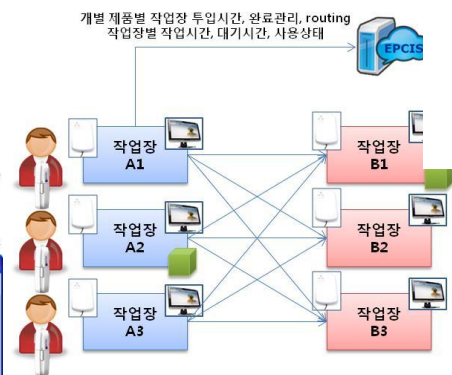 개별 제품별 작업장 투입시간, 완료관리, routing
작업장별 작업시간, 대기시간, 사용상태
EPCIS
작업장
A1
작업장
B1
작업장
A2
작업장
B2
작업장
A3
작업장
B3